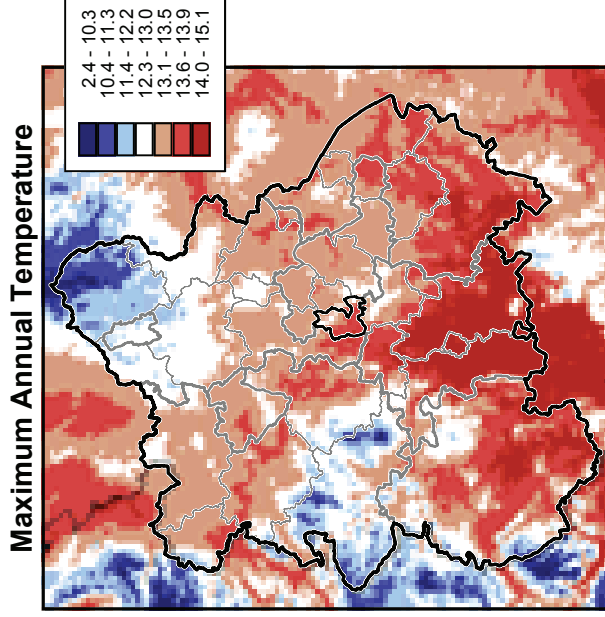 Maximum Annual Temperature
2.4 - 10.3
10.4 - 11.3
11.4 - 12.2
12.3 - 13.0
13.1 - 13.5
13.6 - 13.9
14.0 - 15.1